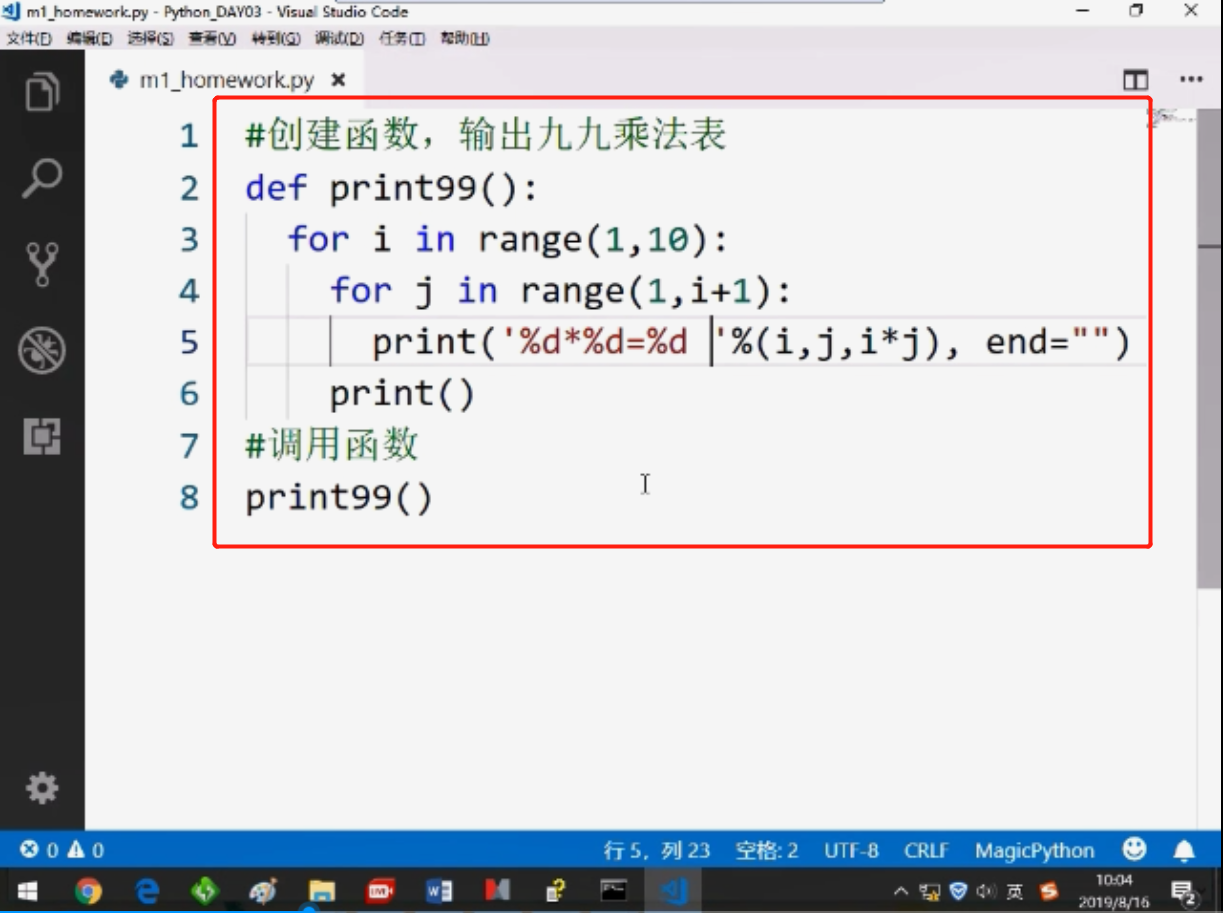 m1_homework.py - Python_DAY03 - Visual Studio Code
文件(F) 编辑(E) 选择(S) 查看(V) 转到(G) 调试(D) 任务(T) 帮助(H)
m1_homework.py
1 #创建函数，输出九九乘法表
2 def print99():
3   for i in range(1,10):
4     for j in range(1,i+1):
5       print('%d*%d=%d '%(i,j,i*j), end="")
6     print()
7 #调用函数
8 print99()
0 0 行 5，列 23 空格: 2 UTF-8 CRLF MagicPython
英 10:04
2019/8/16 2